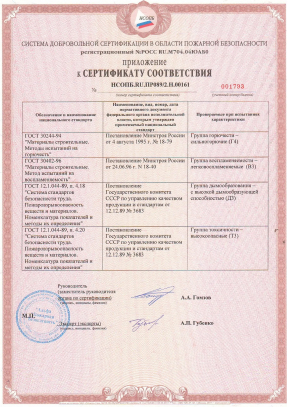 НСОПБ
СИСТЕМА ДОБРОВОЛЬНОЙ СЕРТИФИКАЦИИ В ОБЛАСТИ ПОЖАРНОЙ БЕЗОПАСНОСТИ
регистрационный №РОСС RU.М704.04ЮАБ0
приложение
к СЕРТИФИКАТУ СООТВЕТСТВИЯ
НСОПБ.RU.ПР089/2.Н.00161
001793
Обозначение и наименование национального стандарта
Наименование, вид, номер, дата
нормативного документа
федерального органа исполнительной
власти, которым утвержден
национальный
стандарт
Проверяемые при испытании
характеристики
ГОСТ 30244-94
"Материалы строительные.
Методы испытаний на
горючесть"
Постановление Минстроя России
от 4 августа 1995 г. № 18-79
Группа горючести –
сильногорючие (Г4)
ГОСТ 30402-96
"Материалы строительные.
Метод испытаний на
воспламеняемость"
Постановление Минстроя России
от 24.06.96 г. № 18-40
Группа воспламеняемости –
легковоспламеняемые (В3)
ГОСТ 12.1.044-89, п. 4.18
"Система стандартов
безопасности труда.
Пожаровзрывоопасность
веществ и материалов.
Номенклатура показателей и
методы их определения"
Постановление
Государственного комитета
СССР по управлению качеством
продукции и стандартам от
12.12.89 № 3683
Группа дымообразования –
с высокой дымообразующей
способностью (Д3)
ГОСТ 12.1.044-89, п. 4.20
"Система стандартов
безопасности труда.
Пожаровзрывоопасность
веществ и материалов.
Номенклатура показателей и
методы их определения"
Постановление
Государственного комитета
СССР по управлению качеством
продукции и стандартам от
12.12.89 № 3683
Группа токсичности –
высокоопасные (Т3)
Руководитель
(заместитель руководителя)
органа по сертификации
А.А. Гомзов
М.П.
Эксперт (эксперты)
А.П. Губенко